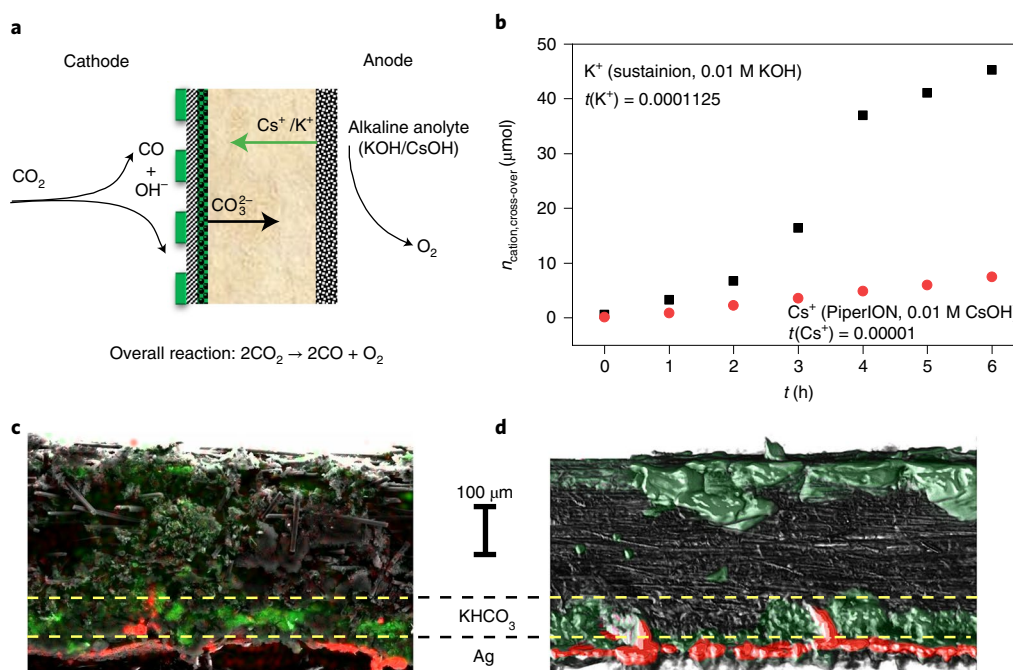 a
Cathode
Anode
CO₂
CO
+
OH⁻
Cs⁺ /K⁺
CO₃²⁻
Alkaline anolyte
(KOH/CsOH)
O₂
Overall reaction: 2CO₂ → 2CO + O₂
b
50
40
30
20
10
0
n cation,cross-over (μmol)
K⁺ (sustainion, 0.01 M KOH)
t(K⁺) = 0.0001125
Cs⁺ (PiperION, 0.01 M CsOH
t(Cs⁺) = 0.00001
0 1 2 3 4 5 6
t (h)
c
d
100 μm
KHCO₃
Ag